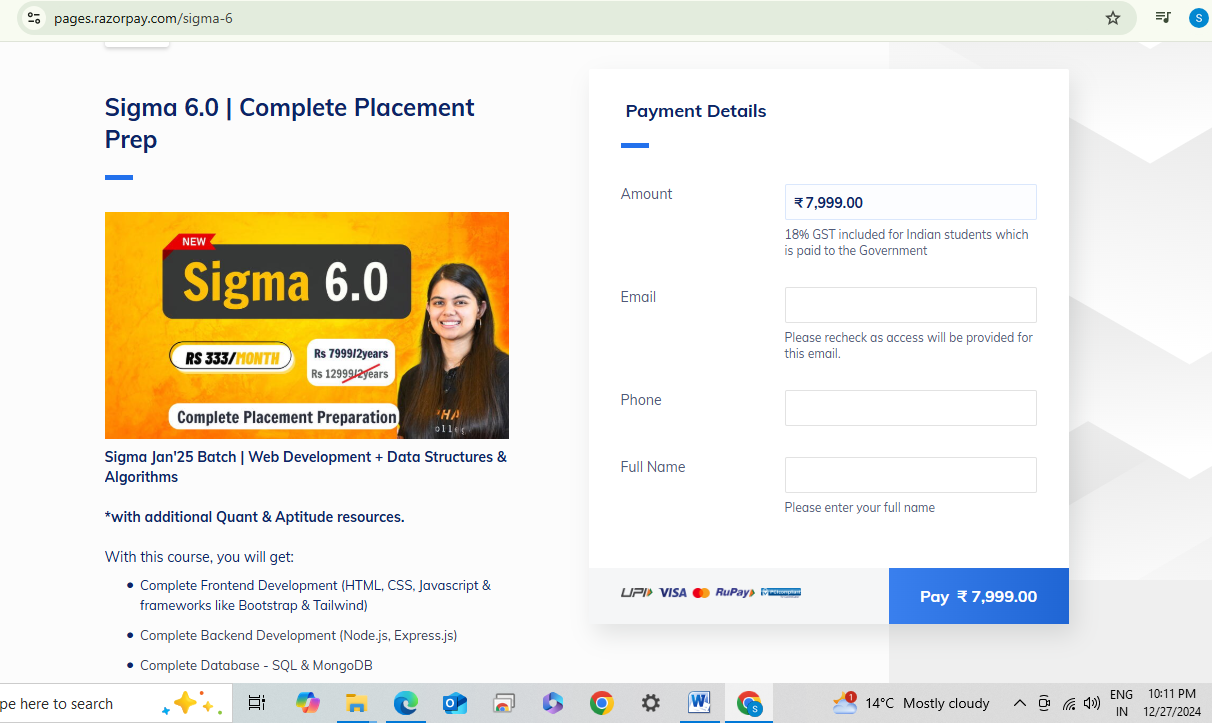 pages.razorpay.com/sigma-6
S
Sigma 6.0 | Complete Placement
Prep
NEW
Sigma 6.0
RS 333/MONTH
Rs 7999/2years
Rs 12999/2years
Complete Placement Preparation
Sigma Jan'25 Batch | Web Development + Data Structures &
Algorithms
*with additional Quant & Aptitude resources.
With this course, you will get:
Complete Frontend Development (HTML, CSS, Javascript &
frameworks like Bootstrap & Tailwind)
Complete Backend Development (Node.js, Express.js)
Complete Database - SQL & MongoDB
Payment Details
Amount
₹ 7,999.00
18% GST included for Indian students which
is paid to the Government
Email
Please recheck as access will be provided for
this email.
Phone
Full Name
Please enter your full name
UPI VISA RuPay
Pay ₹ 7,999.00
pe here to search
W
S
1
14°C Mostly cloudy
ENG
IN
10:11 PM
12/27/2024